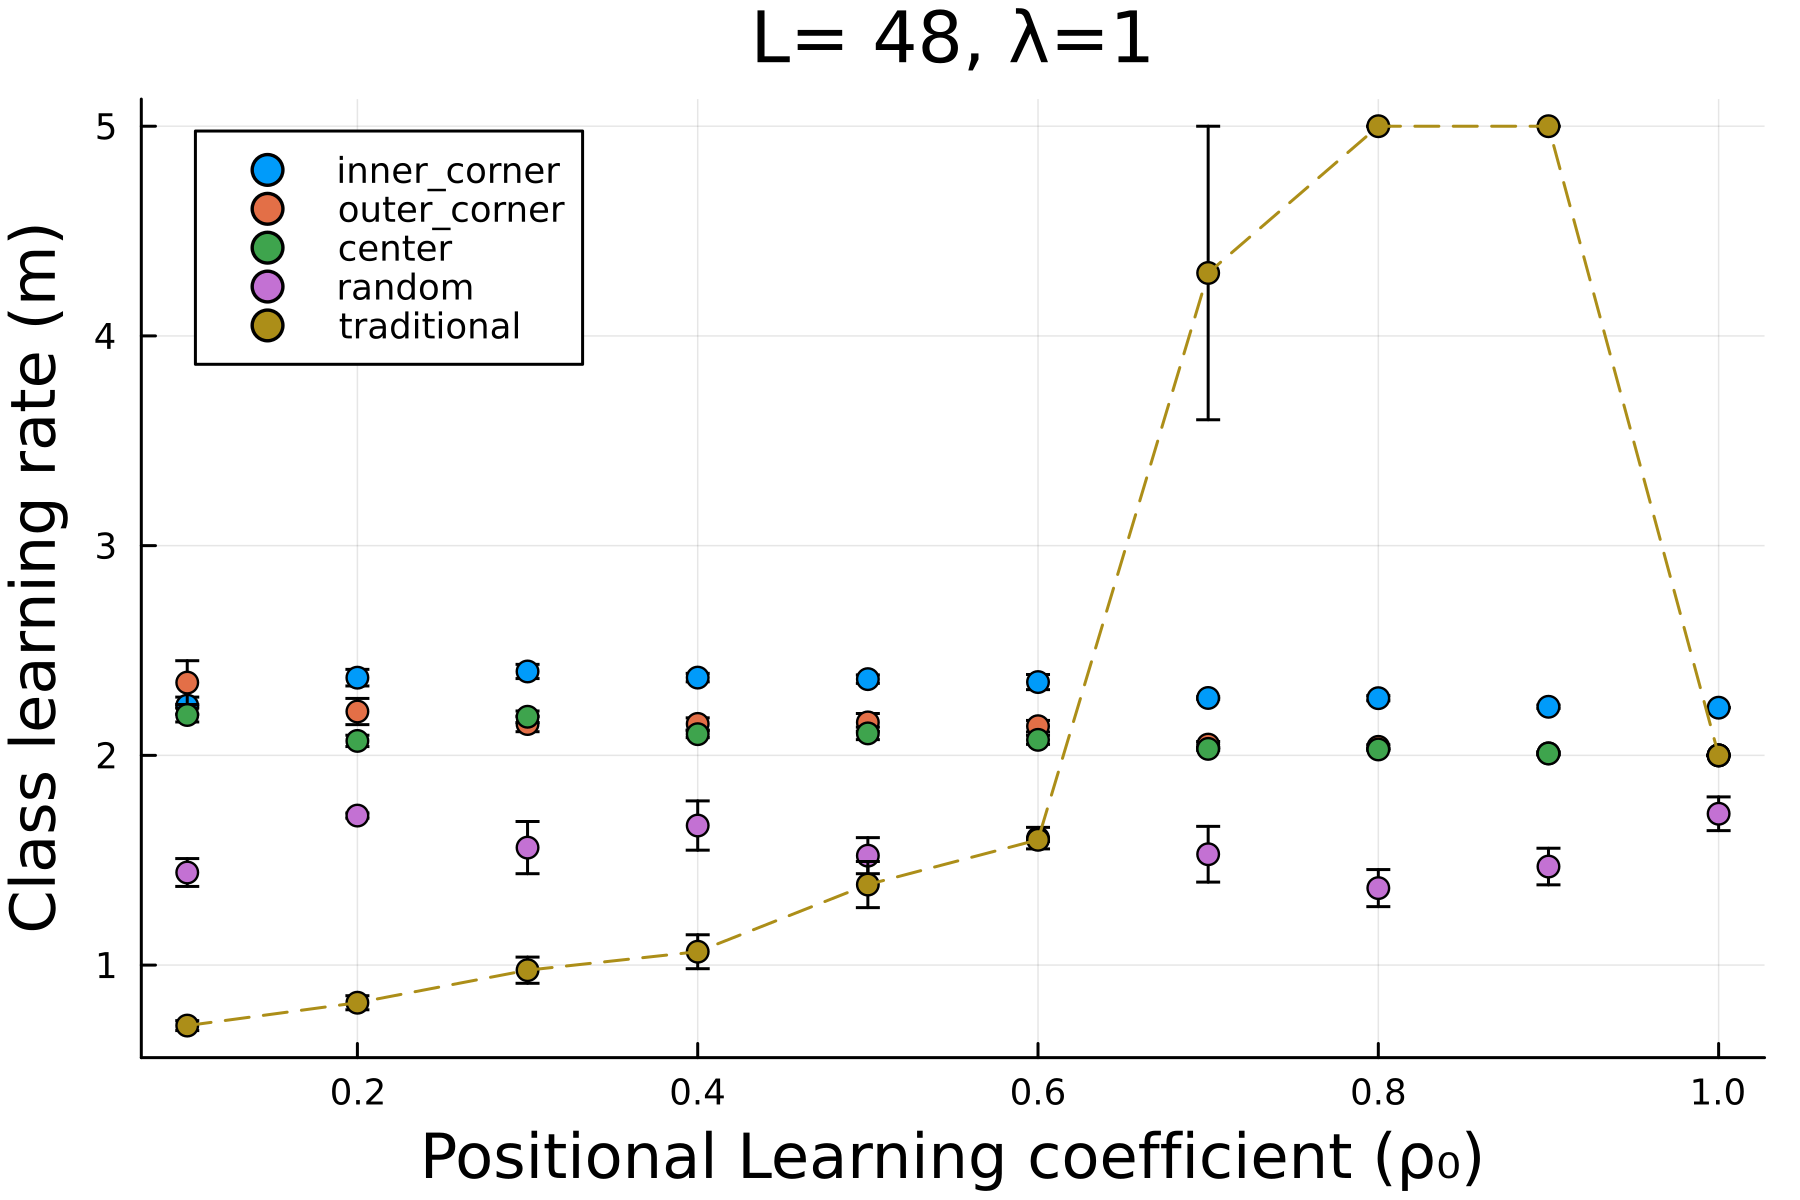 L= 48, λ=1
Class learning rate (m)
5
4
3
2
1
inner_corner
outer_corner
center
random
traditional
0.2 0.4 0.6 0.8 1.0
Positional Learning coefficient (ρ₀)